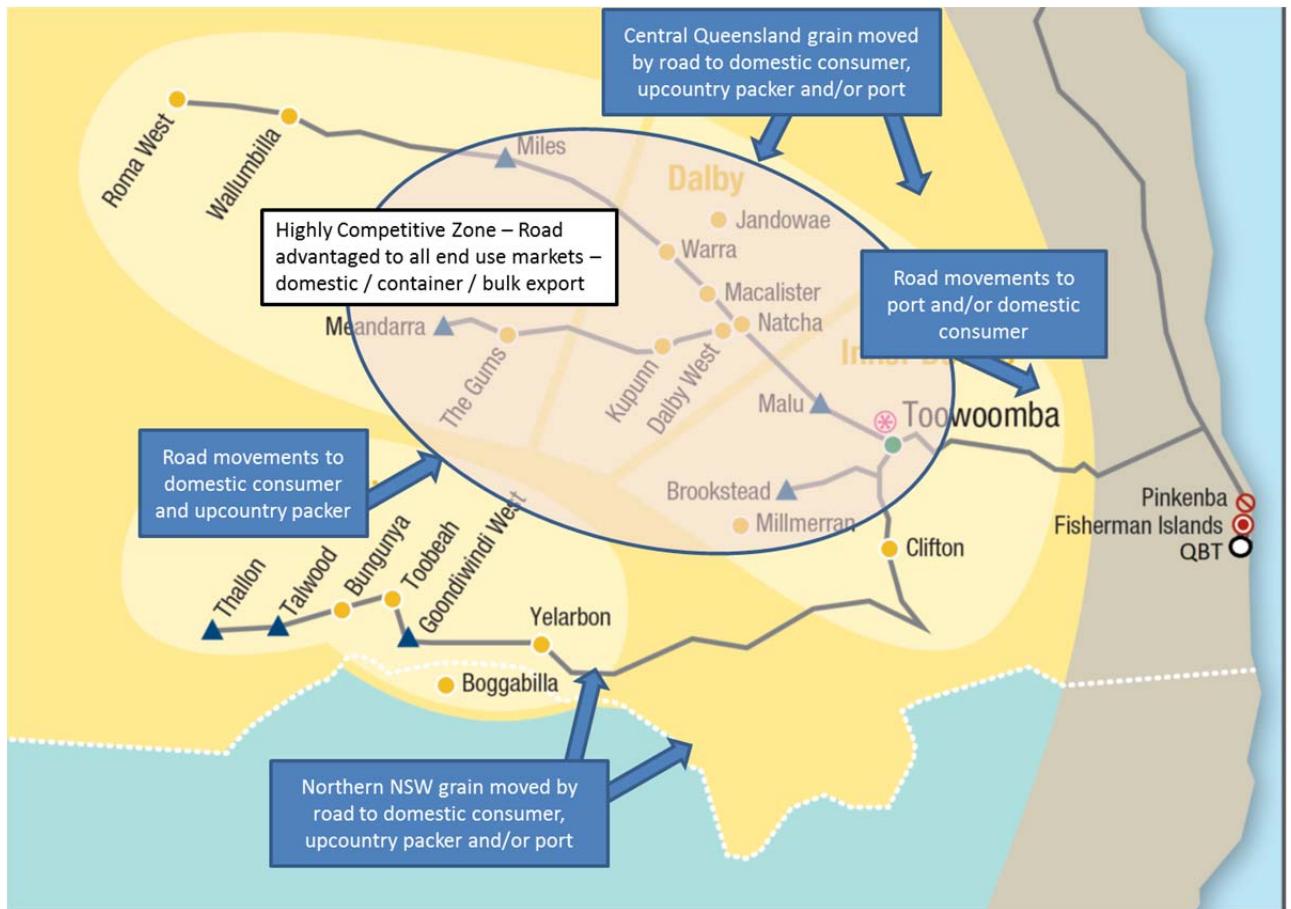 Central Queensland grain moved
by road to domestic consumer,
upcountry packer and/or port
Roma West
Wallumbilla
Miles
Dalby
Jandowae
Highly Competitive Zone – Road
advantaged to all end use markets –
domestic / container / bulk export
Warra
Macalister
Natcha
Road movements to
port and/or domestic
consumer
Meandarra
The Gums
Kupunn
Dalby West
Malu
Toowoomba
Road movements to
domestic consumer
and upcountry packer
Brookstead
Millmerran
Pinkenba
Fisherman Islands
QBT
Clifton
Thallon
Talwood
Bungunya
Toobeah
Goondiwindi West
Yelarbon
Boggabilla
Northern NSW grain moved by
road to domestic consumer,
upcountry packer and/or port